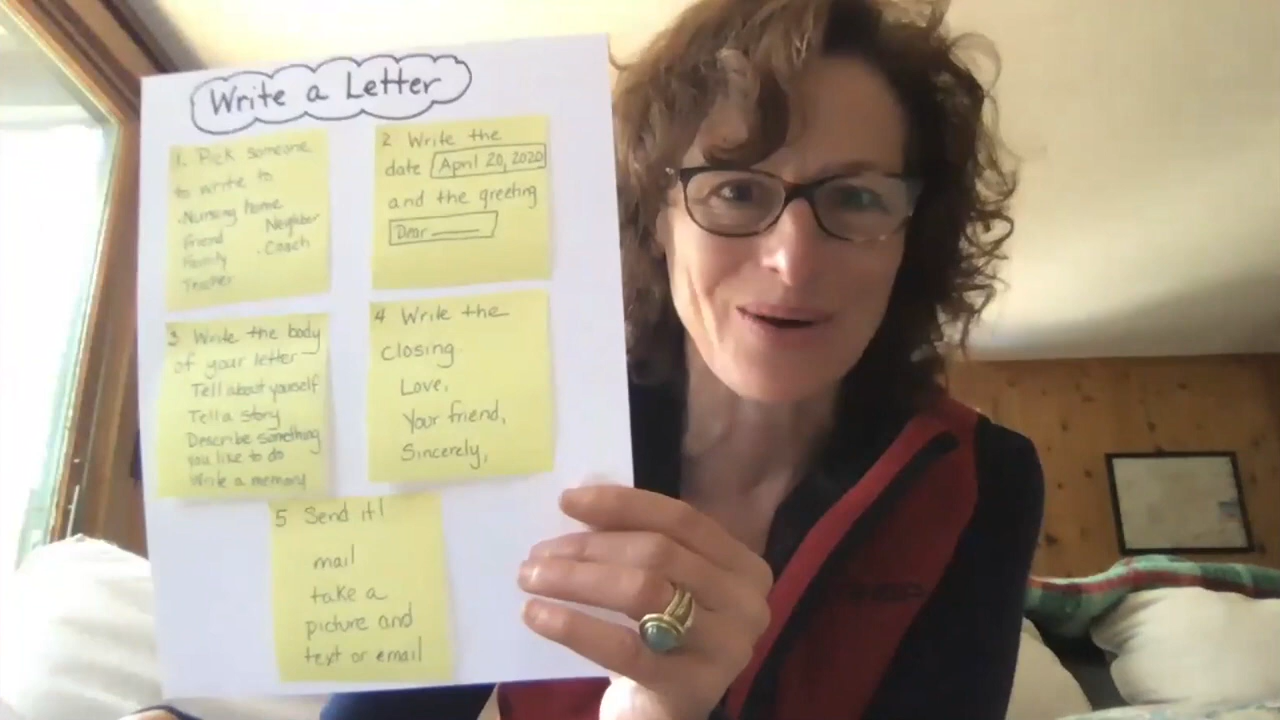 Write a Letter
1. Pick someone
to write to
·Nursing home
Friend Neighbor
Family ·Coach
Teacher
2 Write the
date April 20, 2020
and the greeting
Dear ———
3 Write the body
of your letter
Tell about yourself
Tell a story
Describe something
you like to do
Write a memory
4 Write the
closing.
Love,
Your friend,
Sincerely,
5 Send it!
mail
take a
picture and
text or email